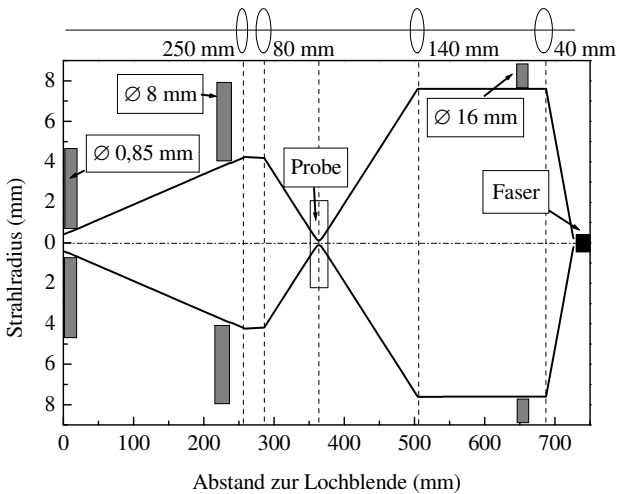 250 mm 80 mm 140 mm 40 mm
8
6
4
2
0
2
4
6
8
Strahlradius (mm)
∅ 8 mm
∅ 0,85 mm
∅ 16 mm
Probe
Faser
0 100 200 300 400 500 600 700
Abstand zur Lochblende (mm)